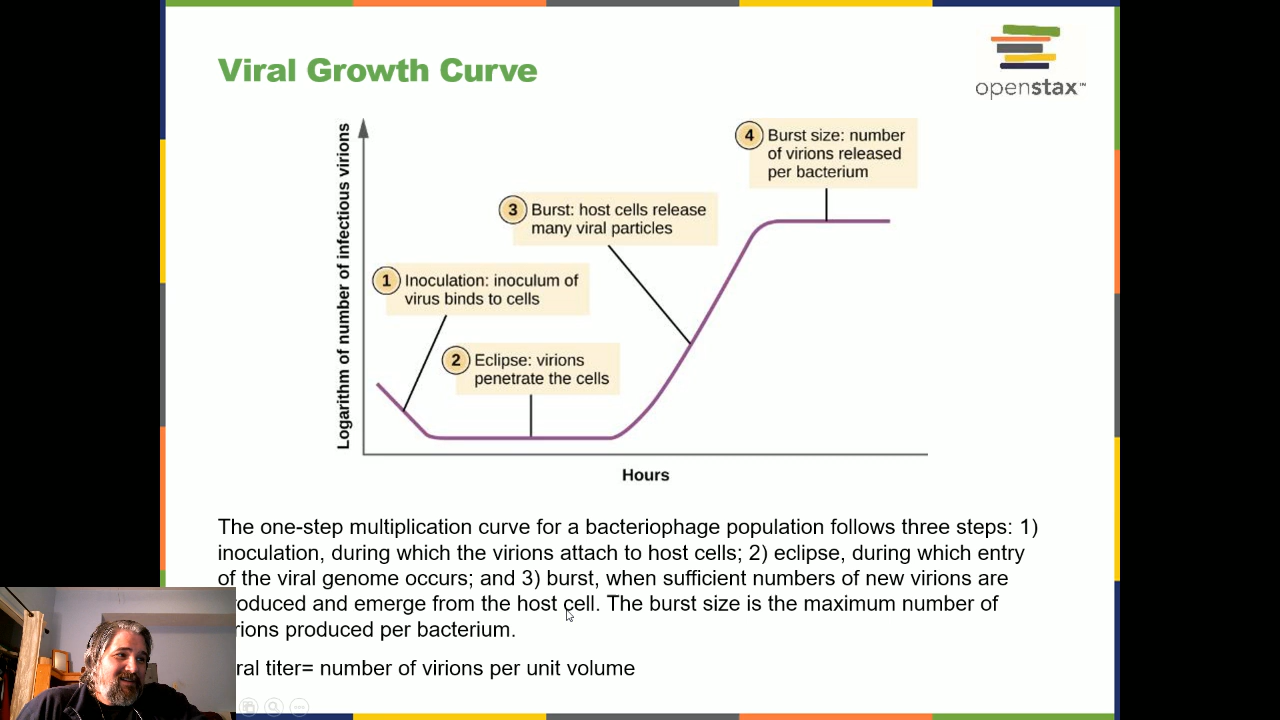 Viral Growth Curve
openstax™
Logarithm of number of infectious virions
4 Burst size: number
of virions released
per bacterium
3 Burst: host cells release
many viral particles
1 Inoculation: inoculum of
virus binds to cells
2 Eclipse: virions
penetrate the cells
Hours
The one-step multiplication curve for a bacteriophage population follows three steps: 1)
inoculation, during which the virions attach to host cells; 2) eclipse, during which entry
of the viral genome occurs; and 3) burst, when sufficient numbers of new virions are
roduced and emerge from the host cell. The burst size is the maximum number of
rions produced per bacterium.
ral titer= number of virions per unit volume